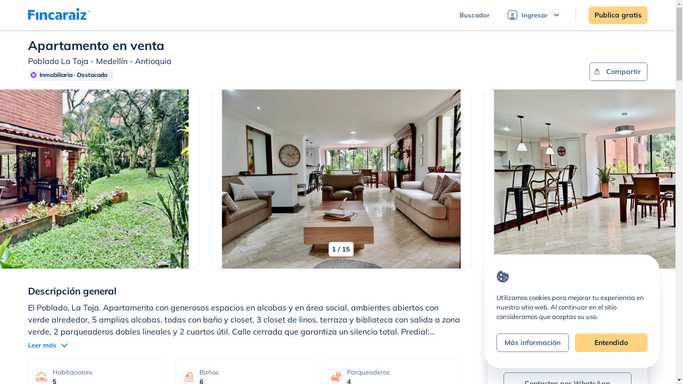 Fincaraiz
Buscador
Ingresar
Publica gratis
Apartamento en venta
Poblado La Toja - Medellín - Antioquia
Inmobiliaria · Destacado
Compartir
1 / 15
Descripción general
El Poblado, La Toja. Apartamento con generosos espacios en alcobas y en área social, ambientes abiertos con
verde alrededor, 5 amplias alcobas, todas con baño y closet, 3 closet de linos, terraza y biblioteca con salida a zona
verde, 2 parqueaderos dobles lineales y 2 cuartos útil. Calle cerrada que garantiza un silencio total. Predial:...
Leer más
Habitaciones
5
Baños
6
Parqueaderos
4
Utilizamos cookies para mejorar tu experiencia en
nuestro sitio web. Al continuar en el sitio
consideramos que aceptas su uso.
Más información
Entendido
Contactar por WhatsApp